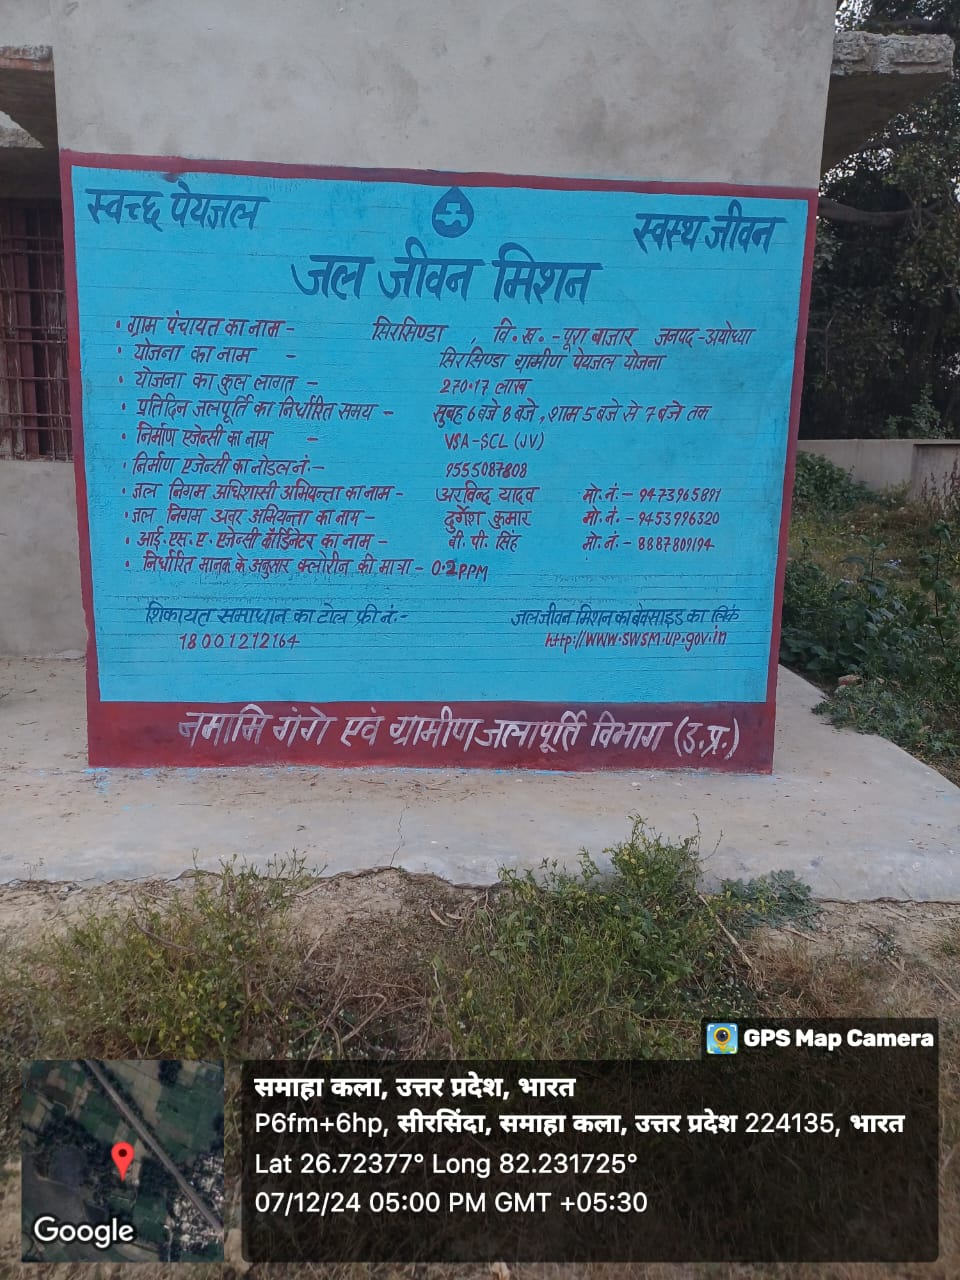 स्वच्छ पेयजल
स्वस्थ जीवन
जल जीवन मिशन
• ग्राम पंचायत का नाम - सिरसिण्डा , वि.ख. - पूरा बाजार जनपद - अयोध्या
• योजना का नाम - सिरसिण्डा ग्रामीण पेयजल योजना
• योजना का कुल लागत - 270.17 लाख
• प्रतिदिन जलपूर्ति का निर्धारित समय - सुबह 6 बजे 8 बजे, शाम 5 बजे से 7 बजे तक
• निर्माण एजेन्सी का नाम - VSA-SCL (JV)
• निर्माण एजेन्सी का नोडल नं:- 9555087808
• जल निगम अधिशासी अभियन्ता का नाम - अरविन्द यादव मो.नं. - 9473965891
• जल निगम अवर अभियन्ता का नाम - दुर्गेश कुमार मो.नं. - 9453996320
• आई.एस.ए. एजेन्सी कॉर्डिनेटर का नाम - वी. पी. सिंह मो.नं. - 8887809194
• निर्धारित मानक के अनुसार क्लोरीन की मात्रा - 0.2 PPM
शिकायत समाधान का टोल फ्री नं:-
18001212164
जल जीवन मिशन का वेबसाइड का लिंक
http://www.swsm.up.gov.in
नमामि गंगे एवं ग्रामीण जलापूर्ति विभाग (उ.प्र.)
GPS Map Camera
समाहा कला, उत्तर प्रदेश, भारत
P6fm+6hp, सीरसिंदा, समाहा कला, उत्तर प्रदेश 224135, भारत
Lat 26.72377° Long 82.231725°
07/12/24 05:00 PM GMT +05:30
Google